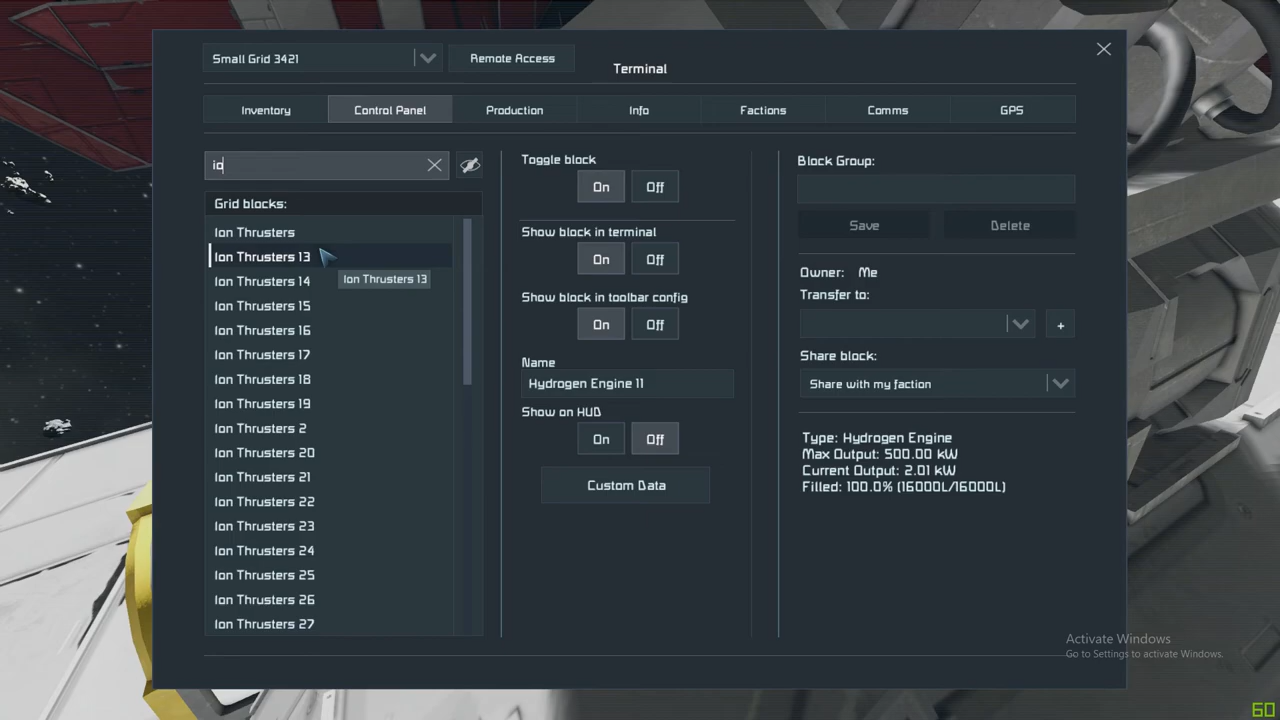 Small Grid 3421
Remote Access
Terminal
Inventory
Control Panel
Production
Info
Factions
Comms
GPS
io
Grid blocks:
Ion Thrusters
Ion Thrusters 13
Ion Thrusters 13
Ion Thrusters 14
Ion Thrusters 15
Ion Thrusters 16
Ion Thrusters 17
Ion Thrusters 18
Ion Thrusters 19
Ion Thrusters 2
Ion Thrusters 20
Ion Thrusters 21
Ion Thrusters 22
Ion Thrusters 23
Ion Thrusters 24
Ion Thrusters 25
Ion Thrusters 26
Ion Thrusters 27
Toggle block
On Off
Show block in terminal
On Off
Show block in toolbar config
On Off
Name
Hydrogen Engine 11
Show on HUD
On Off
Custom Data
Block Group:
Save Delete
Owner: Me
Transfer to:
+
Share block:
Share with my faction
Type: Hydrogen Engine
Max Output: 500.00 kW
Current Output: 2.01 kW
Filled: 100.0% (16000L/16000L)
Activate Windows
Go to Settings to activate Windows.
60